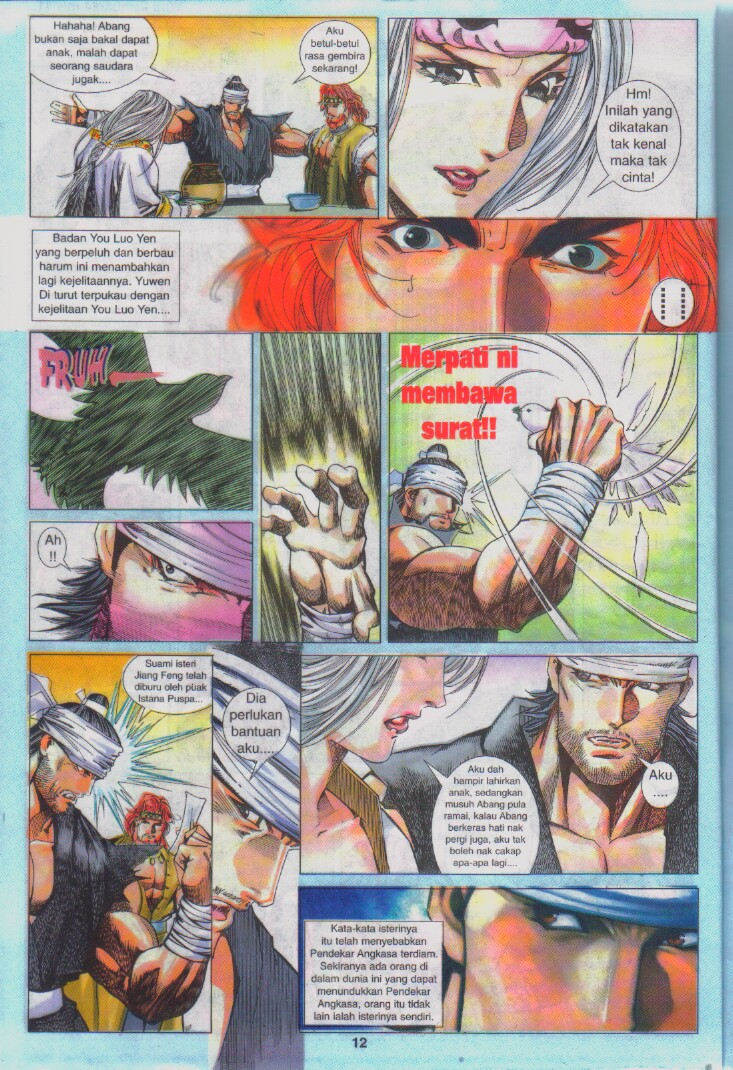 Hahaha! Abang
bukan saja bakal dapat
anak, malah dapat
seorang saudara
jugak....
Aku
betul-betul
rasa gembira
sekarang!
Hm!
Inilah yang
dikatakan
tak kenal
maka tak
cinta!
Badan You Luo Yen
yang berpeluh dan berbau
harum ini menambahkan
lagi kejelitaannya. Yuwen
Di turut terpukau dengan
kejelitaan You Luo Yen....
!!
FRUH
Merpati ni
membawa
surat!!
Ah
!!
Suami isteri
Jiang Feng telah
diburu oleh puak
Istana Puspa...
Dia
perlukan
bantuan
aku....
Aku dah
hampir lahirkan
anak, sedangkan
musuh Abang pula
ramai, kalau Abang
berkeras hati nak
pergi juga, aku tak
boleh nak cakap
apa-apa lagi....
Aku
....
Kata-kata isterinya
itu telah menyebabkan
Pendekar Angkasa terdiam.
Sekiranya ada orang di
dalam dunia ini yang dapat
menundukkan Pendekar
Angkasa, orang itu tidak
lain ialah isterinya sendiri.
12